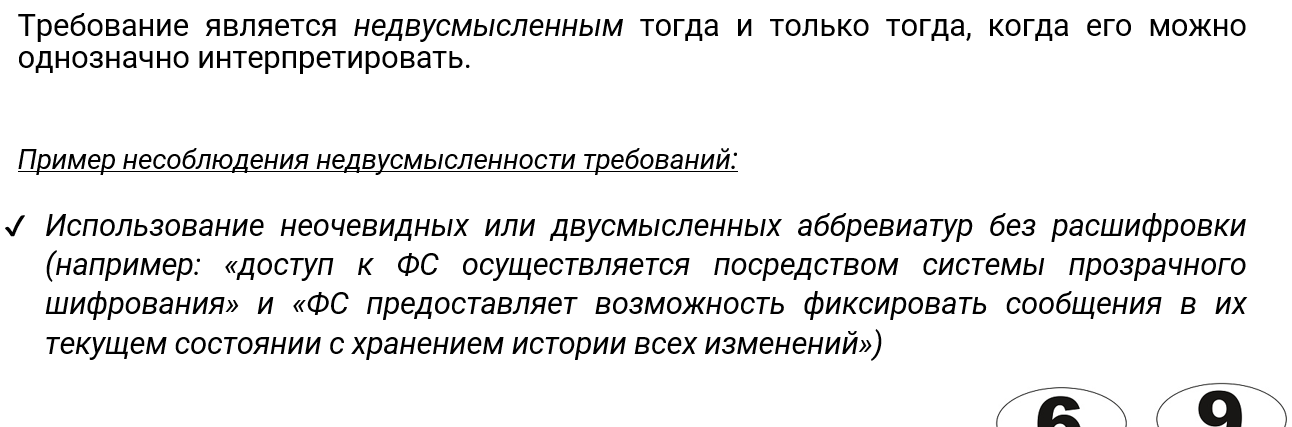 Требование является недвусмысленным тогда и только тогда, когда его можно
однозначно интерпретировать.
Пример несоблюдения недвусмысленности требований:
✓ Использование неочевидных или двусмысленных аббревиатур без расшифровки
(например: «доступ к ФС осуществляется посредством системы прозрачного
шифрования» и «ФС предоставляет возможность фиксировать сообщения в их
текущем состоянии с хранением истории всех изменений»)
6 9